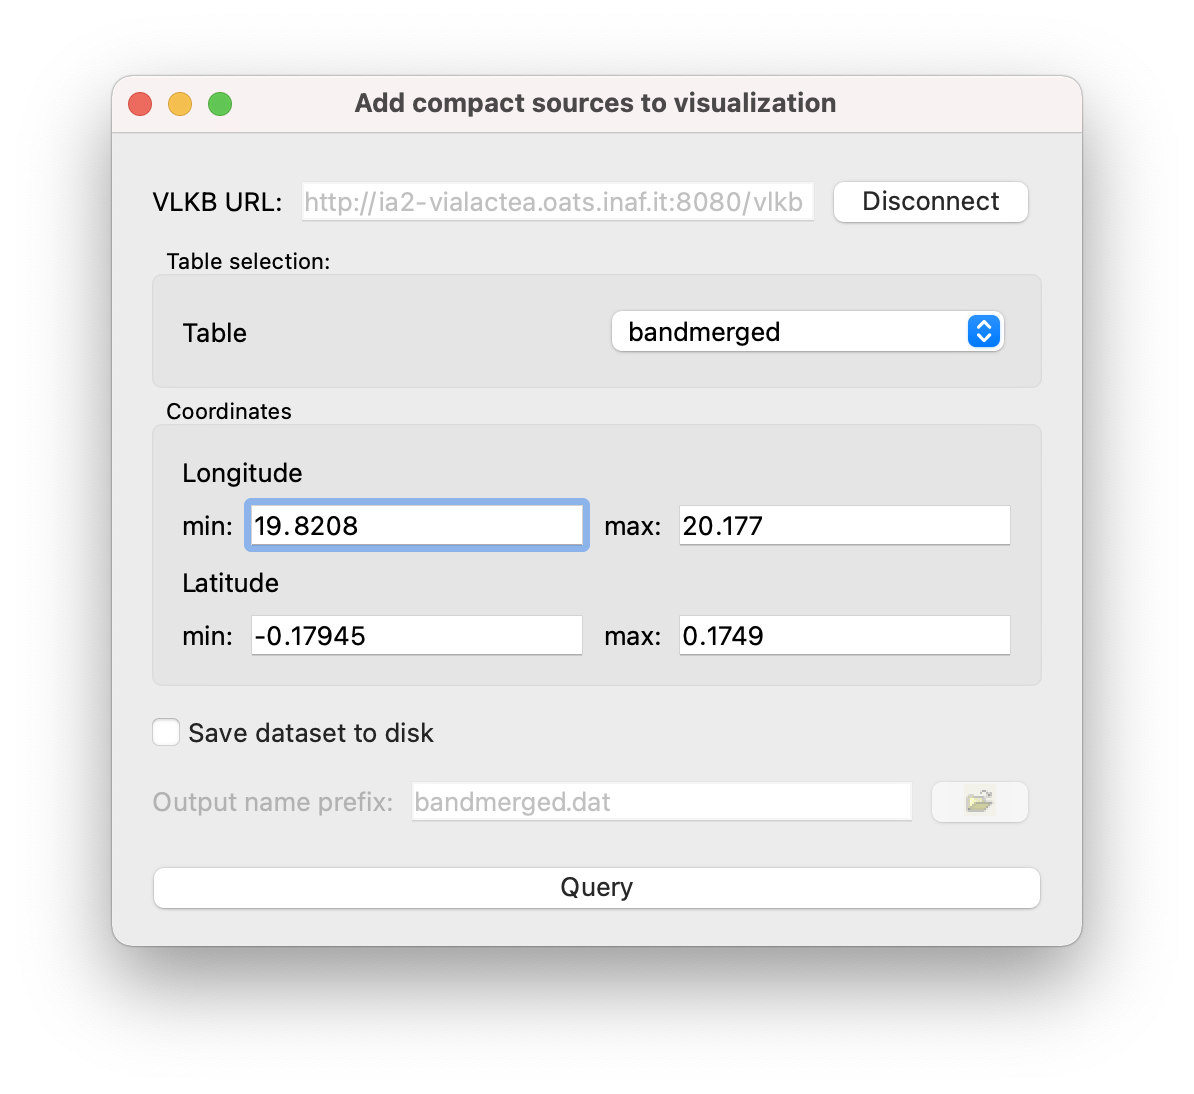 Add compact sources to visualization
VLKB URL: http://ia2-vialactea.oats.inaf.it:8080/vlkb Disconnect
Table selection:
Table bandmerged
Coordinates
Longitude
min: 19.8208 max: 20.177
Latitude
min: -0.17945 max: 0.1749
Save dataset to disk
Output name prefix: bandmerged.dat
Query